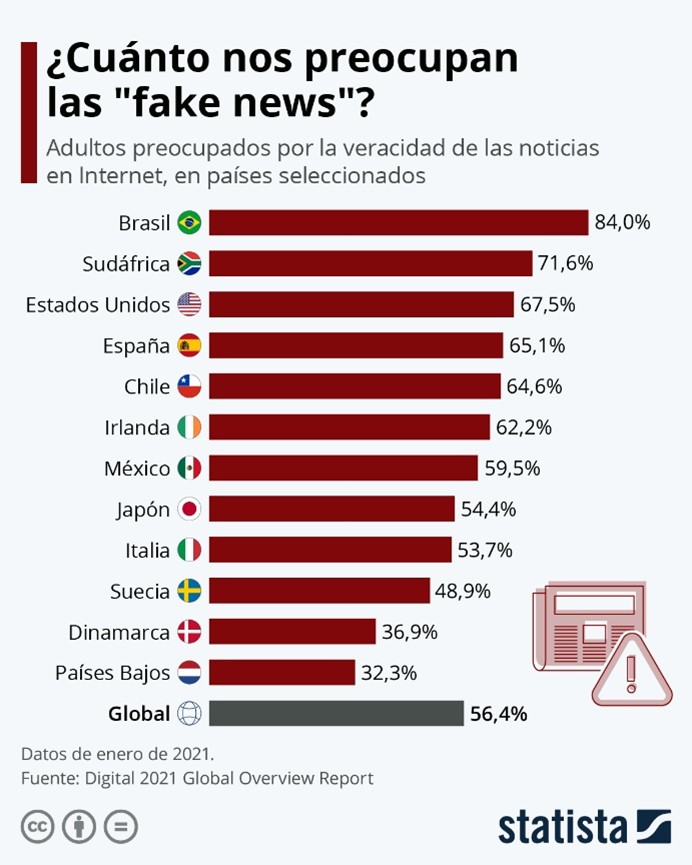 ¿Cuánto nos preocupan
las "fake news"?
Adultos preocupados por la veracidad de las noticias
en Internet, en países seleccionados
Brasil 84,0%
Sudáfrica 71,6%
Estados Unidos 67,5%
España 65,1%
Chile 64,6%
Irlanda 62,2%
México 59,5%
Japón 54,4%
Italia 53,7%
Suecia 48,9%
Dinamarca 36,9%
Países Bajos 32,3%
Global 56,4%
Datos de enero de 2021.
Fuente: Digital 2021 Global Overview Report
cc
statista